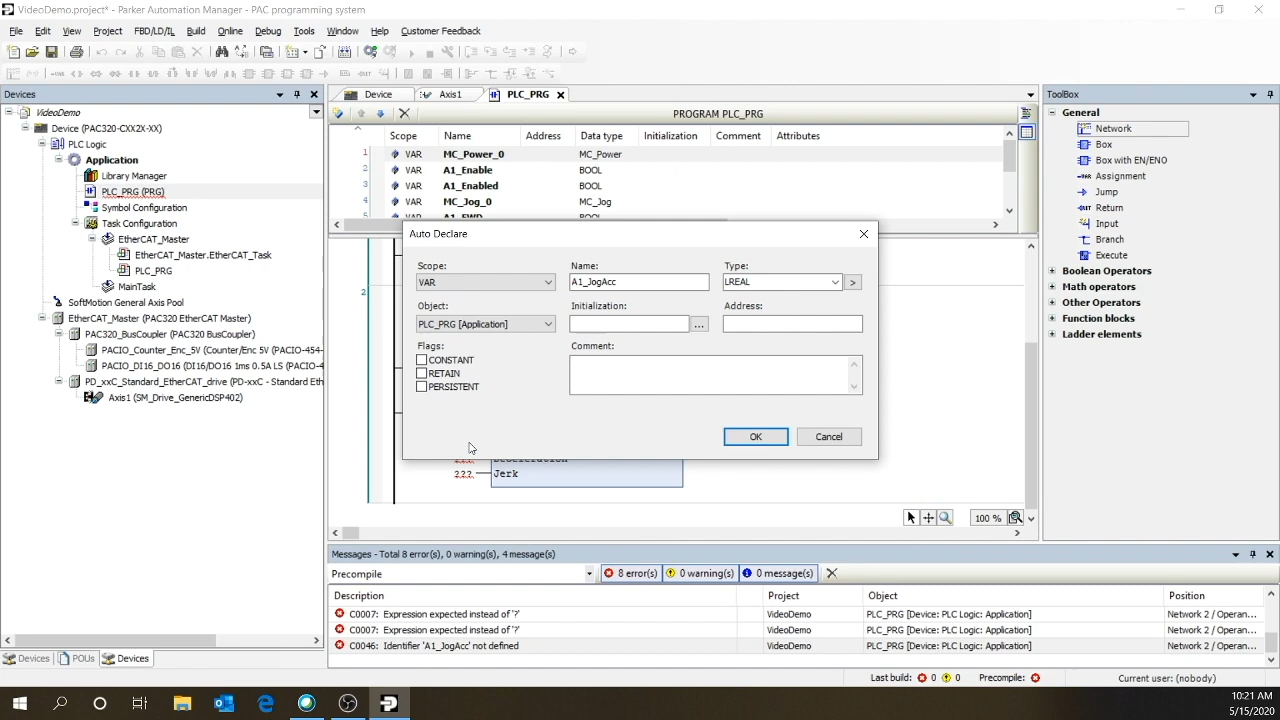 VideoDemo.project* - Parker Automation Manager - PAC programming system
File Edit View Project FBD/LD/IL Build Online Debug Tools Window Help Customer Feedback
Devices
VideoDemo
Device (PAC320-CXX2X-XX)
PLC Logic
Application
Library Manager
PLC_PRG (PRG)
Symbol Configuration
Task Configuration
EtherCAT_Master
EtherCAT_Master.EtherCAT_Task
PLC_PRG
MainTask
SoftMotion General Axis Pool
EtherCAT_Master (PAC320 EtherCAT Master)
PAC320_BusCoupler (PAC320 BusCoupler)
PACIO_Counter_Enc_5V (Counter/Enc 5V (PACIO-454-
PACIO_DI16_DO16 (DI16/DO16 1ms 0.5A LS (PACIO-
PD_xxC_Standard_EtherCAT_drive (PD-xxC - Standard Et
Axis1 (SM_Drive_GenericDSP402)
Devices POUs Devices
Device Axis1 PLC_PRG
PROGRAM PLC_PRG
Scope Name Address Data type Initialization Comment Attributes
1 VAR MC_Power_0 MC_Power
2 VAR A1_Enable BOOL
3 VAR A1_Enabled BOOL
4 VAR MC_Jog_0 MC_Jog
5 VAR A1_FWD BOOL
Auto Declare
Scope: Name: Type:
VAR A1_JogAcc LREAL >
Object: Initialization: Address:
PLC_PRG [Application] ...
Flags: Comment:
CONSTANT
RETAIN
PERSISTENT
OK Cancel
2
??? Deceleration
??? Jerk
100 %
ToolBox
General
Network
Box
Box with EN/ENO
Assignment
Jump
Return
Input
Branch
Execute
Boolean Operators
Math operators
Other Operators
Function blocks
Ladder elements
Messages - Total 8 error(s), 0 warning(s), 4 message(s)
Precompile 8 error(s) 0 warning(s) 0 message(s)
Description Project Object Position
C0007: Expression expected instead of '?' VideoDemo PLC_PRG [Device: PLC Logic: Application] Network 2 / Operan...
C0007: Expression expected instead of '?' VideoDemo PLC_PRG [Device: PLC Logic: Application] Network 2 / Operan...
C0046: Identifier 'A1_JogAcc' not defined VideoDemo PLC_PRG [Device: PLC Logic: Application] Network 2 / Operan...
Last build: 0 0 Precompile: Current user: (nobody)
10:21 AM
5/15/2020